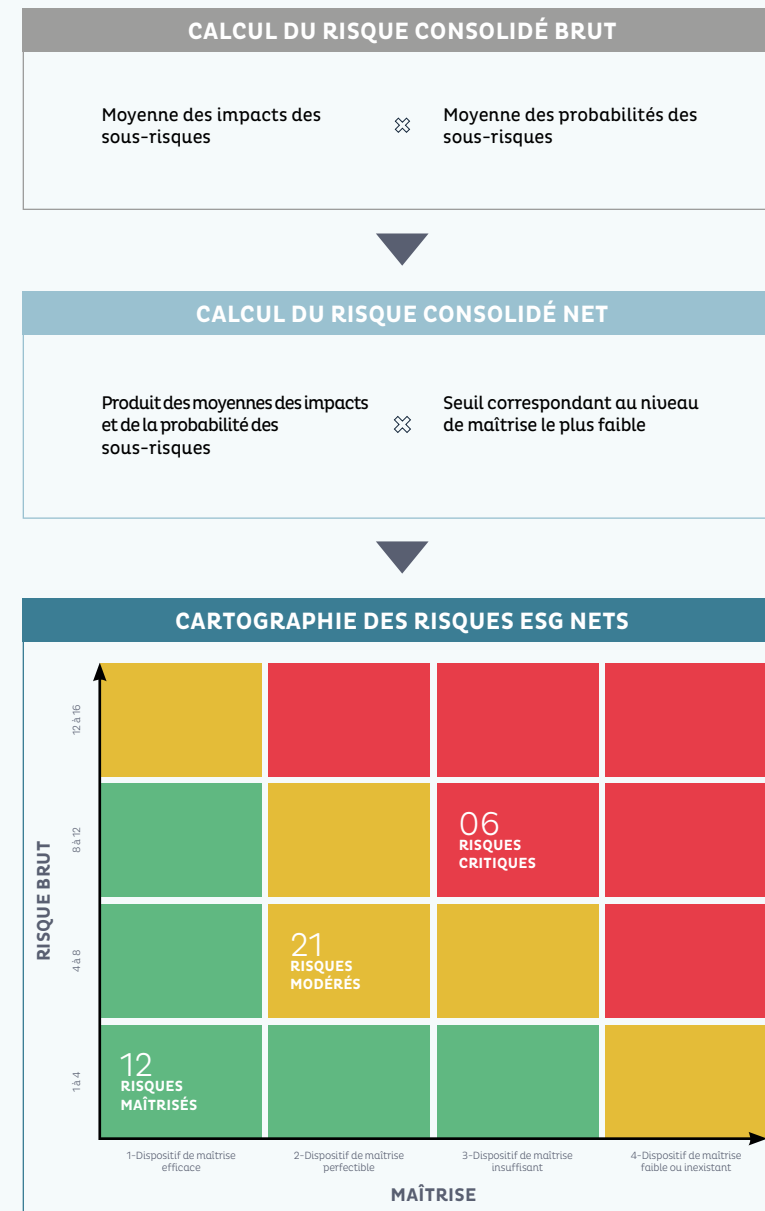 CALCUL DU RISQUE CONSOLIDÉ BRUT
Moyenne des impacts des
sous-risques
Moyenne des probabilités des
sous-risques
CALCUL DU RISQUE CONSOLIDÉ NET
Produit des moyennes des impacts
et de la probabilité des
sous-risques
Seuil correspondant au niveau
de maîtrise le plus faible
CARTOGRAPHIE DES RISQUES ESG NETS
RISQUE BRUT
12 à 16
8 à 12
06
RISQUES
CRITIQUES
4 à 8
21
RISQUES
MODÉRÉS
1 à 4
12
RISQUES
MAÎTRISÉS
1-Dispositif de maîtrise
efficace
2-Dispositif de maîtrise
perfectible
3-Dispositif de maîtrise
insuffisant
4-Dispositif de maîtrise
faible ou inexistant
MAÎTRISE